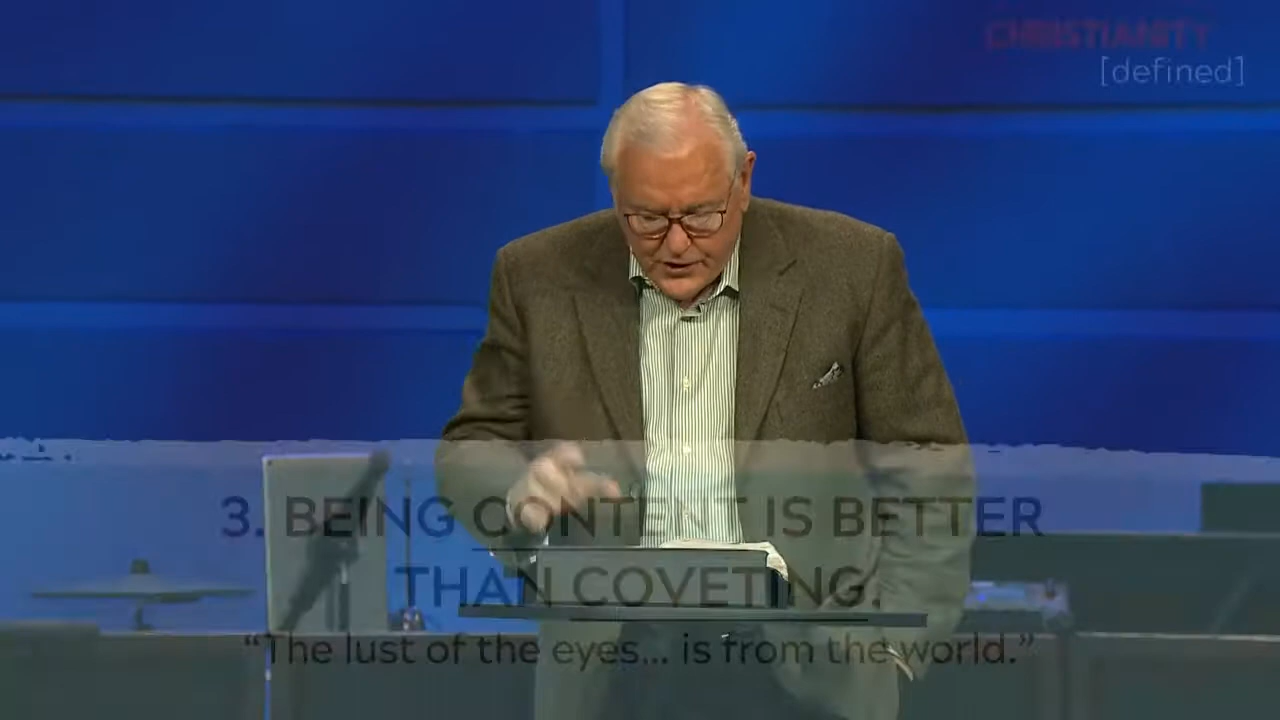 CHRISTIANITY
[defined]
3. BEING CONTENT IS BETTER
THAN COVETING.
“The lust of the eyes... is from the world.”